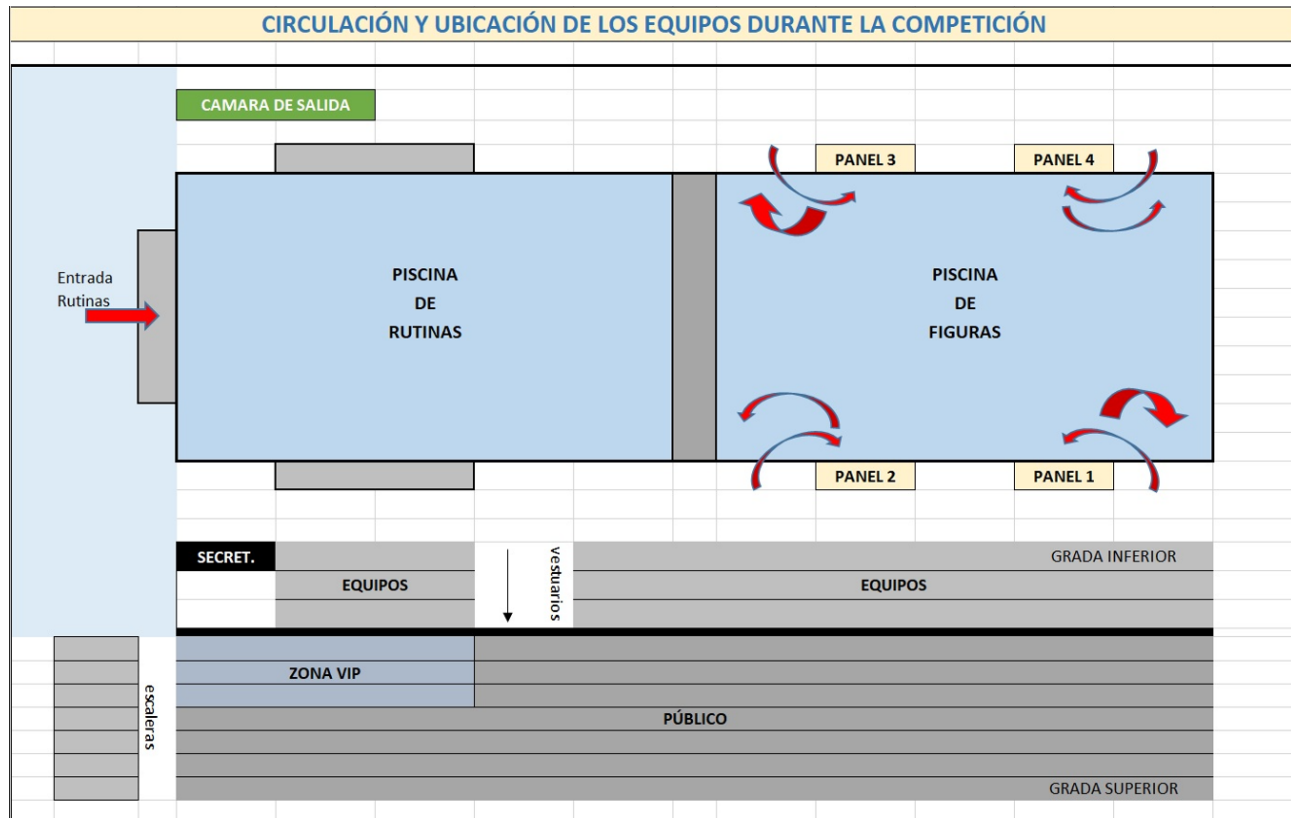 CIRCULACIÓN Y UBICACIÓN DE LOS EQUIPOS DURANTE LA COMPETICIÓN
CAMARA DE SALIDA
PANEL 3
PANEL 4
Entrada
Rutinas
PISCINA
DE
RUTINAS
PISCINA
DE
FIGURAS
PANEL 2
PANEL 1
SECRET.
EQUIPOS
vestuarios
GRADA INFERIOR
EQUIPOS
escaleras
ZONA VIP
PÚBLICO
GRADA SUPERIOR